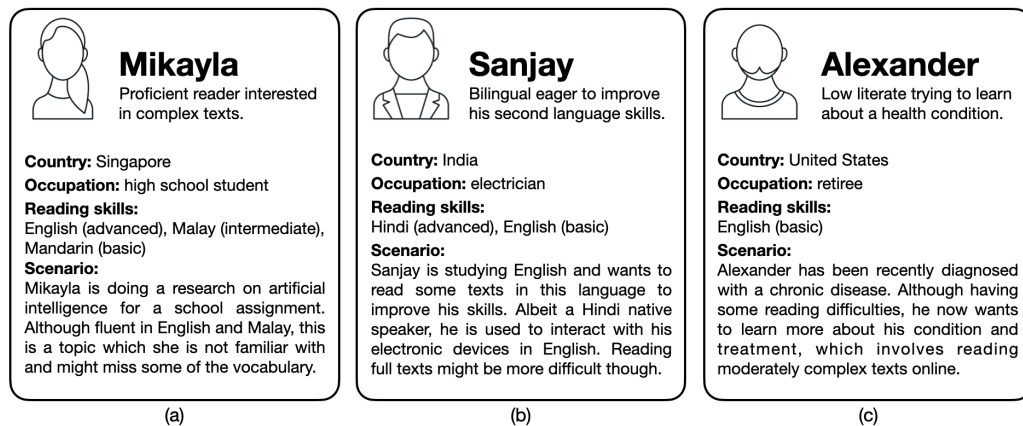 Mikayla
Proficient reader interested
in complex texts.
Country: Singapore
Occupation: high school student
Reading skills:
English (advanced), Malay (intermediate),
Mandarin (basic)
Scenario:
Mikayla is doing a research on artificial
intelligence for a school assignment.
Although fluent in English and Malay, this
is a topic which she is not familiar with
and might miss some of the vocabulary.
(a)
Sanjay
Bilingual eager to improve
his second language skills.
Country: India
Occupation: electrician
Reading skills:
Hindi (advanced), English (basic)
Scenario:
Sanjay is studying English and wants to
read some texts in this language to
improve his skills. Albeit a Hindi native
speaker, he is used to interact with his
electronic devices in English. Reading
full texts might be more difficult though.
(b)
Alexander
Low literate trying to learn
about a health condition.
Country: United States
Occupation: retiree
Reading skills:
English (basic)
Scenario:
Alexander has been recently diagnosed
with a chronic disease. Although having
some reading difficulties, he now wants
to learn more about his condition and
treatment, which involves reading
moderately complex texts online.
(c)